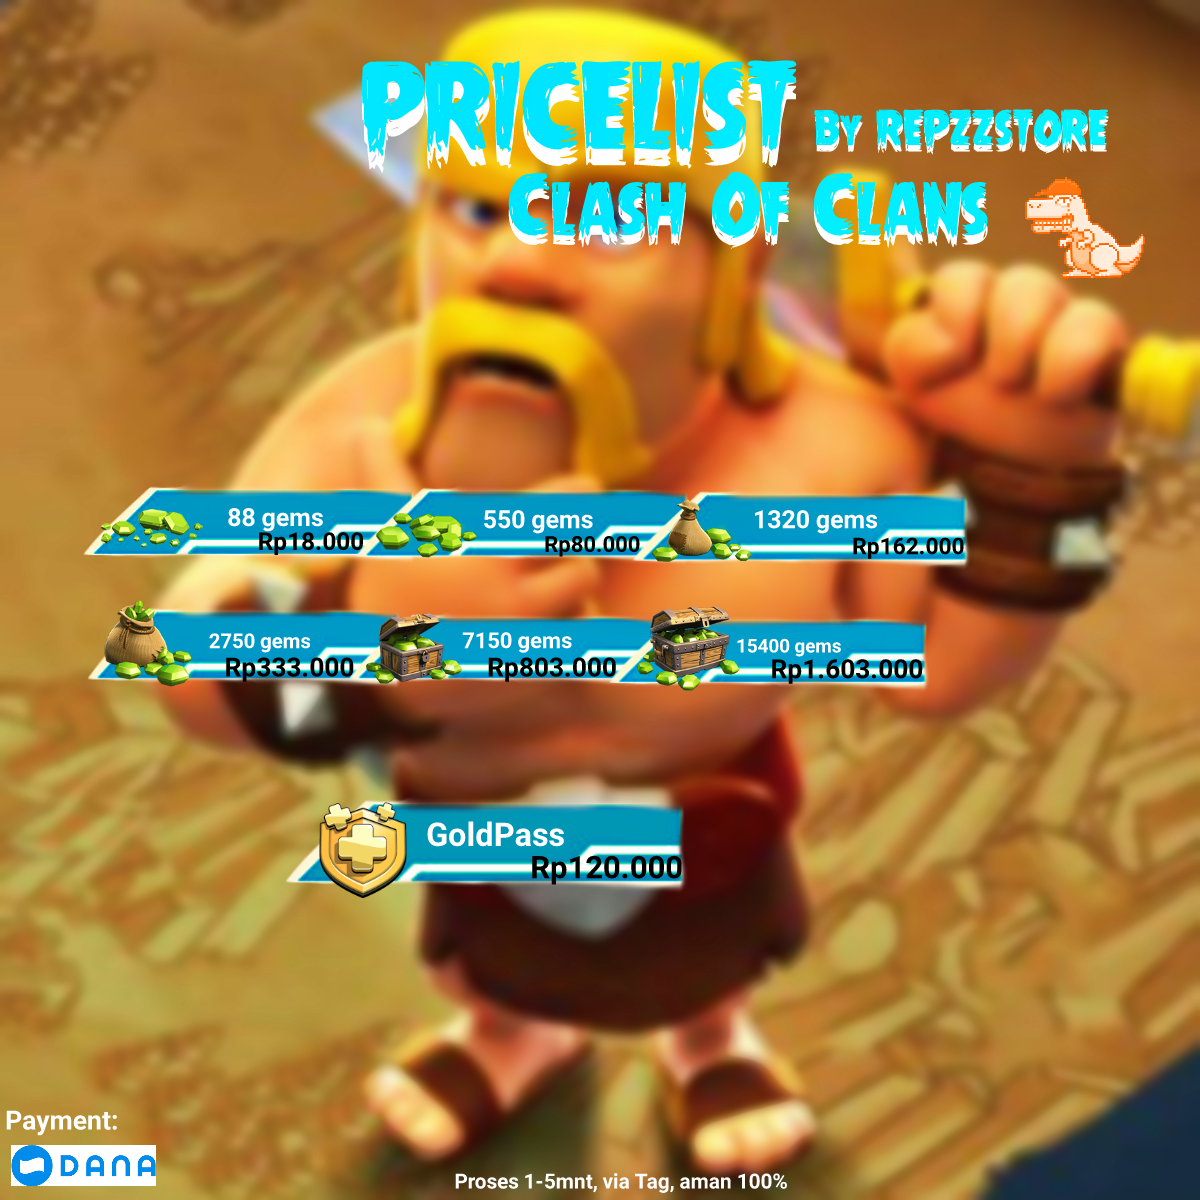 PRICELIST By REPZZSTORE
Clash Of Clans
88 gems
Rp18.000
550 gems
Rp80.000
1320 gems
Rp162.000
2750 gems
Rp333.000
7150 gems
Rp803.000
15400 gems
Rp1.603.000
GoldPass
Rp120.000
Payment:
DANA
Proses 1-5mnt, via Tag, aman 100%